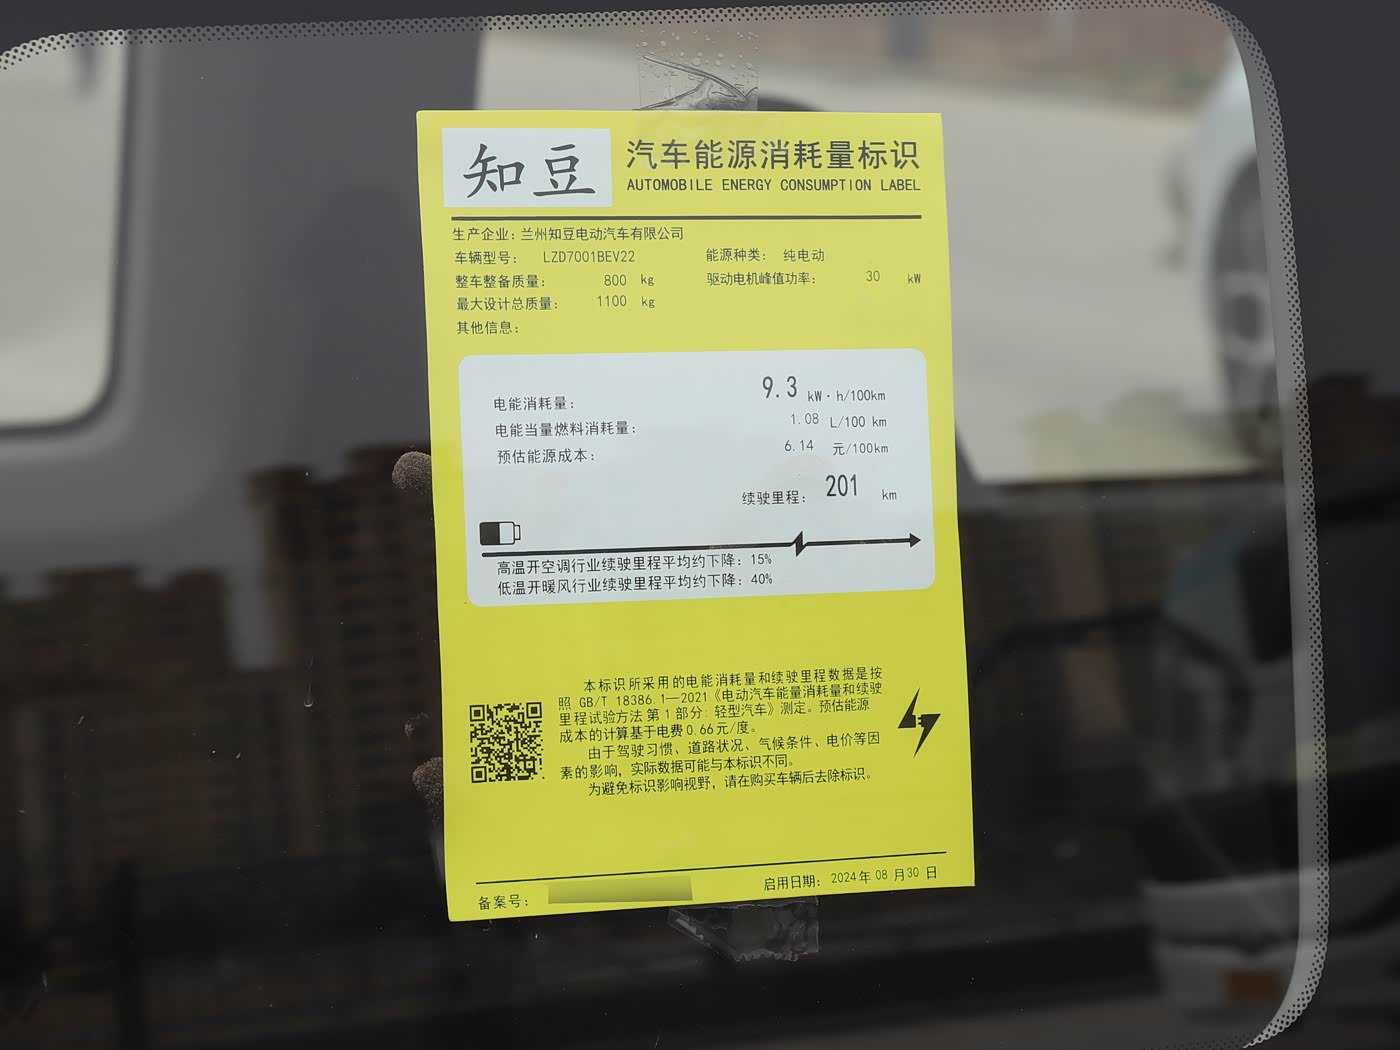 知豆
汽车能源消耗量标识
AUTOMOBILE ENERGY CONSUMPTION LABEL
生产企业：兰州知豆电动汽车有限公司
车辆型号： LZD7001BEV22 能源种类： 纯电动
整车整备质量： 800 kg 驱动电机峰值功率： 30 kW
最大设计总质量： 1100 kg
其他信息：
电能消耗量： 9.3 kW·h/100km
电能当量燃料消耗量： 1.08 L/100 km
预估能源成本： 6.14 元/100km
续驶里程： 201 km
高温开空调行业续驶里程平均约下降：15%
低温开暖风行业续驶里程平均约下降：40%
本标识所采用的电能消耗量和续驶里程数据是按
照 GB/T 18386.1—2021《电动汽车能量消耗量和续驶
里程试验方法 第1部分：轻型汽车》测定。预估能源
成本的计算基于电费0.66元/度。
由于驾驶习惯、道路状况、气候条件、电价等因
素的影响，实际数据可能与本标识不同。
为避免标识影响视野，请在购买车辆后去除标识。
备案号： 启用日期： 2024年08月30日